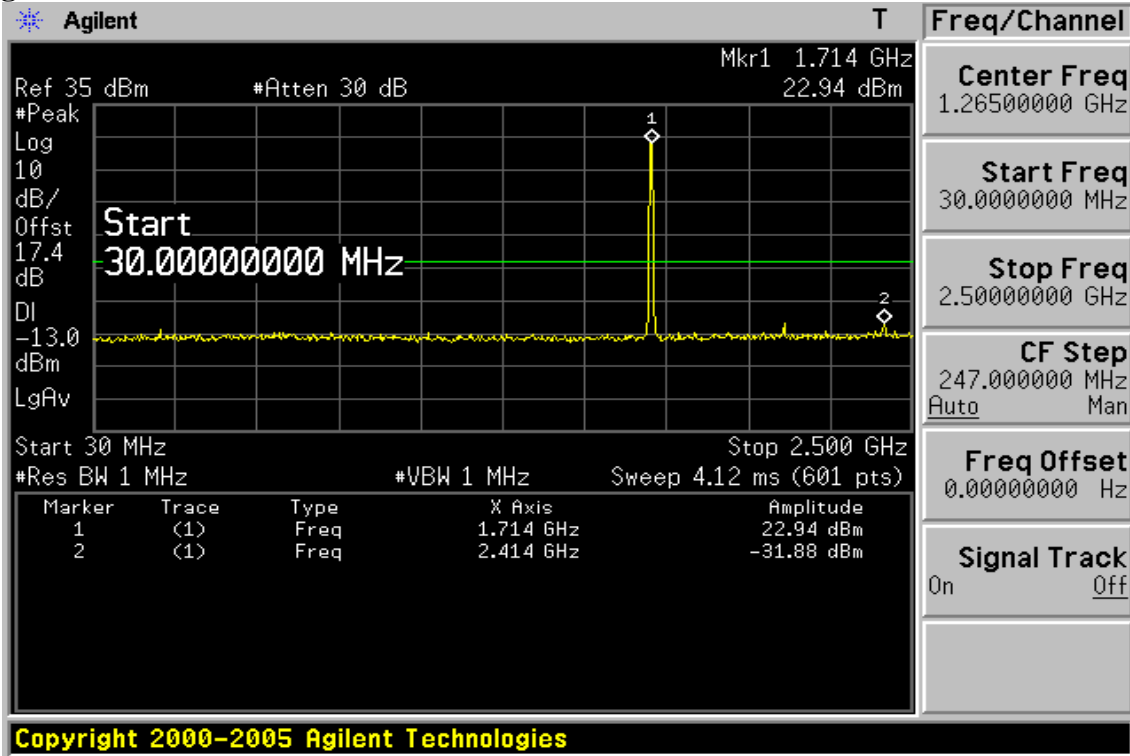 Agilent T
Mkr1 1.714 GHz
Ref 35 dBm #Atten 30 dB 22.94 dBm
#Peak
Log
10
dB/
Offst
17.4
dB
DI
-13.0
dBm
LgAv
1
2
Start
30.00000000 MHz
Start 30 MHz Stop 2.500 GHz
#Res BW 1 MHz #VBW 1 MHz Sweep 4.12 ms (601 pts)
Marker Trace Type X Axis Amplitude
1 (1) Freq 1.714 GHz 22.94 dBm
2 (1) Freq 2.414 GHz -31.88 dBm
Freq/Channel
Center Freq
1.26500000 GHz
Start Freq
30.0000000 MHz
Stop Freq
2.50000000 GHz
CF Step
247.000000 MHz
Auto Man
Freq Offset
0.00000000 Hz
Signal Track
On Off
Copyright 2000-2005 Agilent Technologies